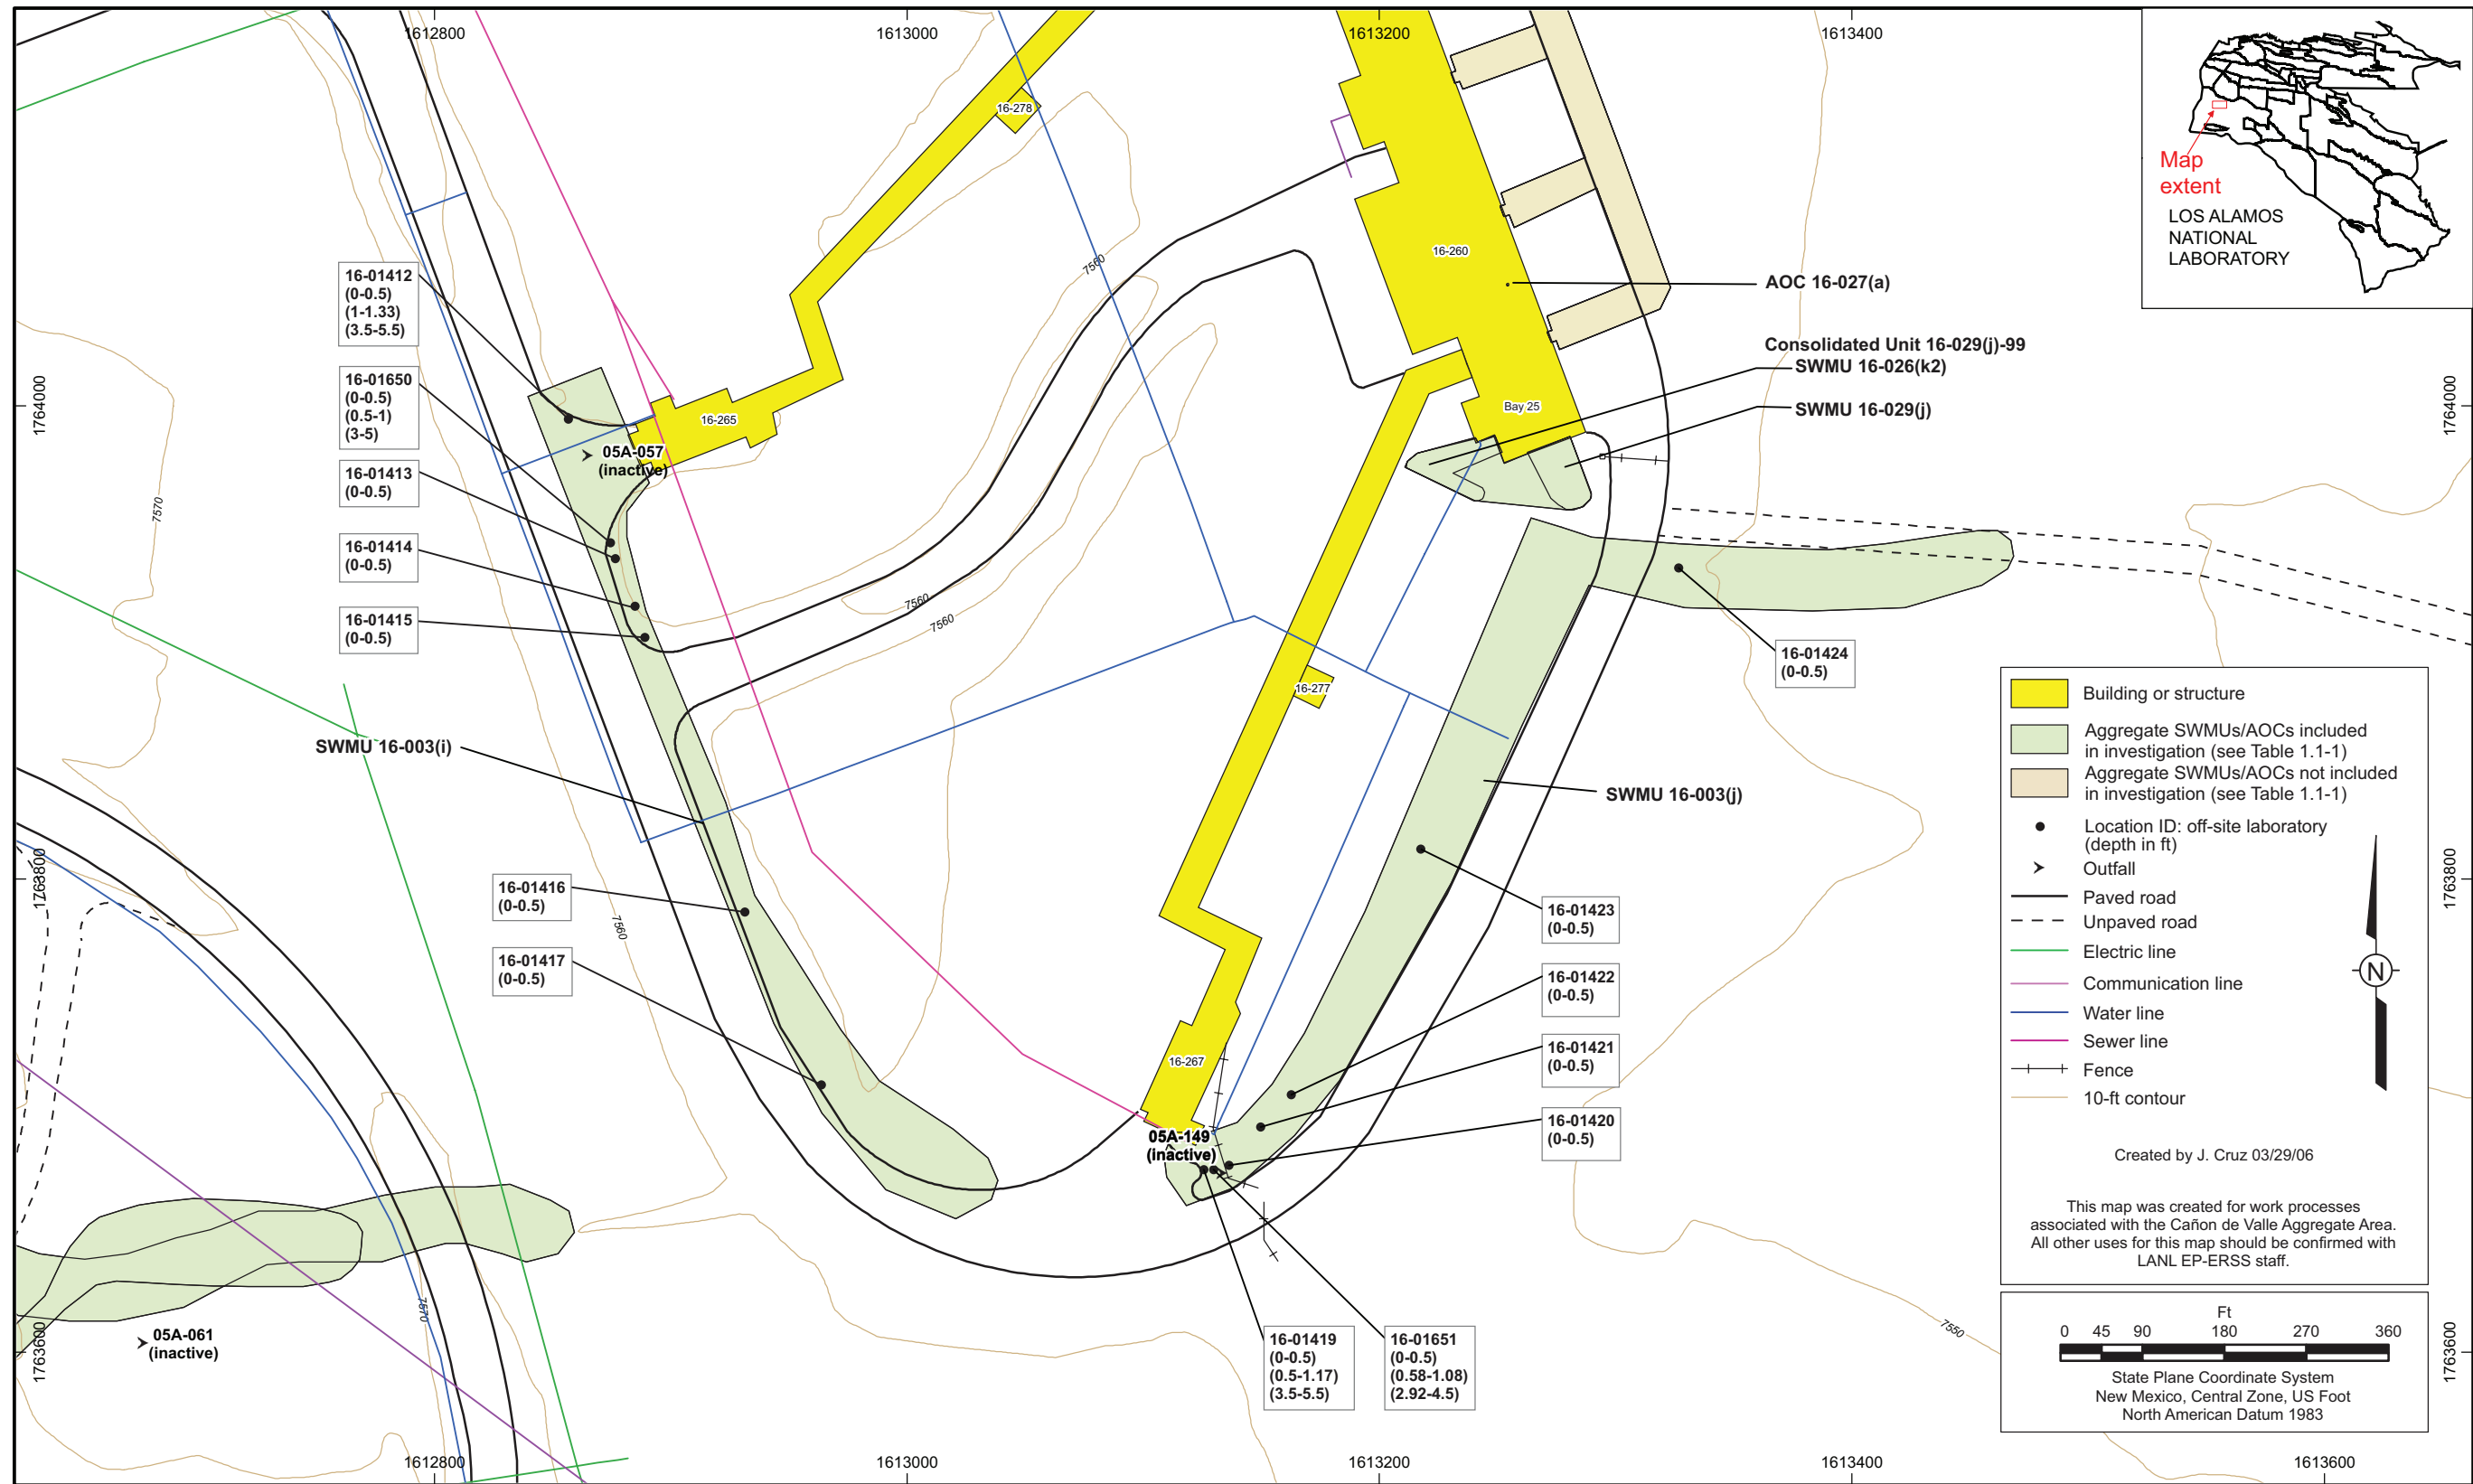 1612800
1613000
1613200
1613400
Map
extent
LOS ALAMOS
NATIONAL
LABORATORY
16-278
7560
16-260
AOC 16-027(a)
16-01412
(0-0.5)
(1-1.33)
(3.5-5.5)
Consolidated Unit 16-029(j)-99
SWMU 16-026(k2)
SWMU 16-029(j)
Bay 25
1764000
1764000
16-01650
(0-0.5)
(0.5-1)
(3-5)
16-265
05A-057
(inactive)
16-01413
(0-0.5)
7570
16-01414
(0-0.5)
16-01415
(0-0.5)
7560
7560
16-01424
(0-0.5)
16-277
SWMU 16-003(i)
SWMU 16-003(j)
Building or structure
Aggregate SWMUs/AOCs included
in investigation (see Table 1.1-1)
Aggregate SWMUs/AOCs not included
in investigation (see Table 1.1-1)
Location ID: off-site laboratory
(depth in ft)
Outfall
Paved road
Unpaved road
Electric line
Communication line
Water line
Sewer line
Fence
10-ft contour
N
Created by J. Cruz 03/29/06
This map was created for work processes
associated with the Cañon de Valle Aggregate Area.
All other uses for this map should be confirmed with
LANL EP-ERSS staff.
1763800
1763800
16-01416
(0-0.5)
7560
16-01417
(0-0.5)
16-01423
(0-0.5)
16-01422
(0-0.5)
16-01421
(0-0.5)
16-01420
(0-0.5)
16-267
05A-149
(inactive)
7570
05A-061
(inactive)
1763600
1763600
16-01419
(0-0.5)
(0.5-1.17)
(3.5-5.5)
16-01651
(0-0.5)
(0.58-1.08)
(2.92-4.5)
7550
Ft
0 45 90 180 270 360
State Plane Coordinate System
New Mexico, Central Zone, US Foot
North American Datum 1983
1612800
1613000
1613200
1613400
1613600